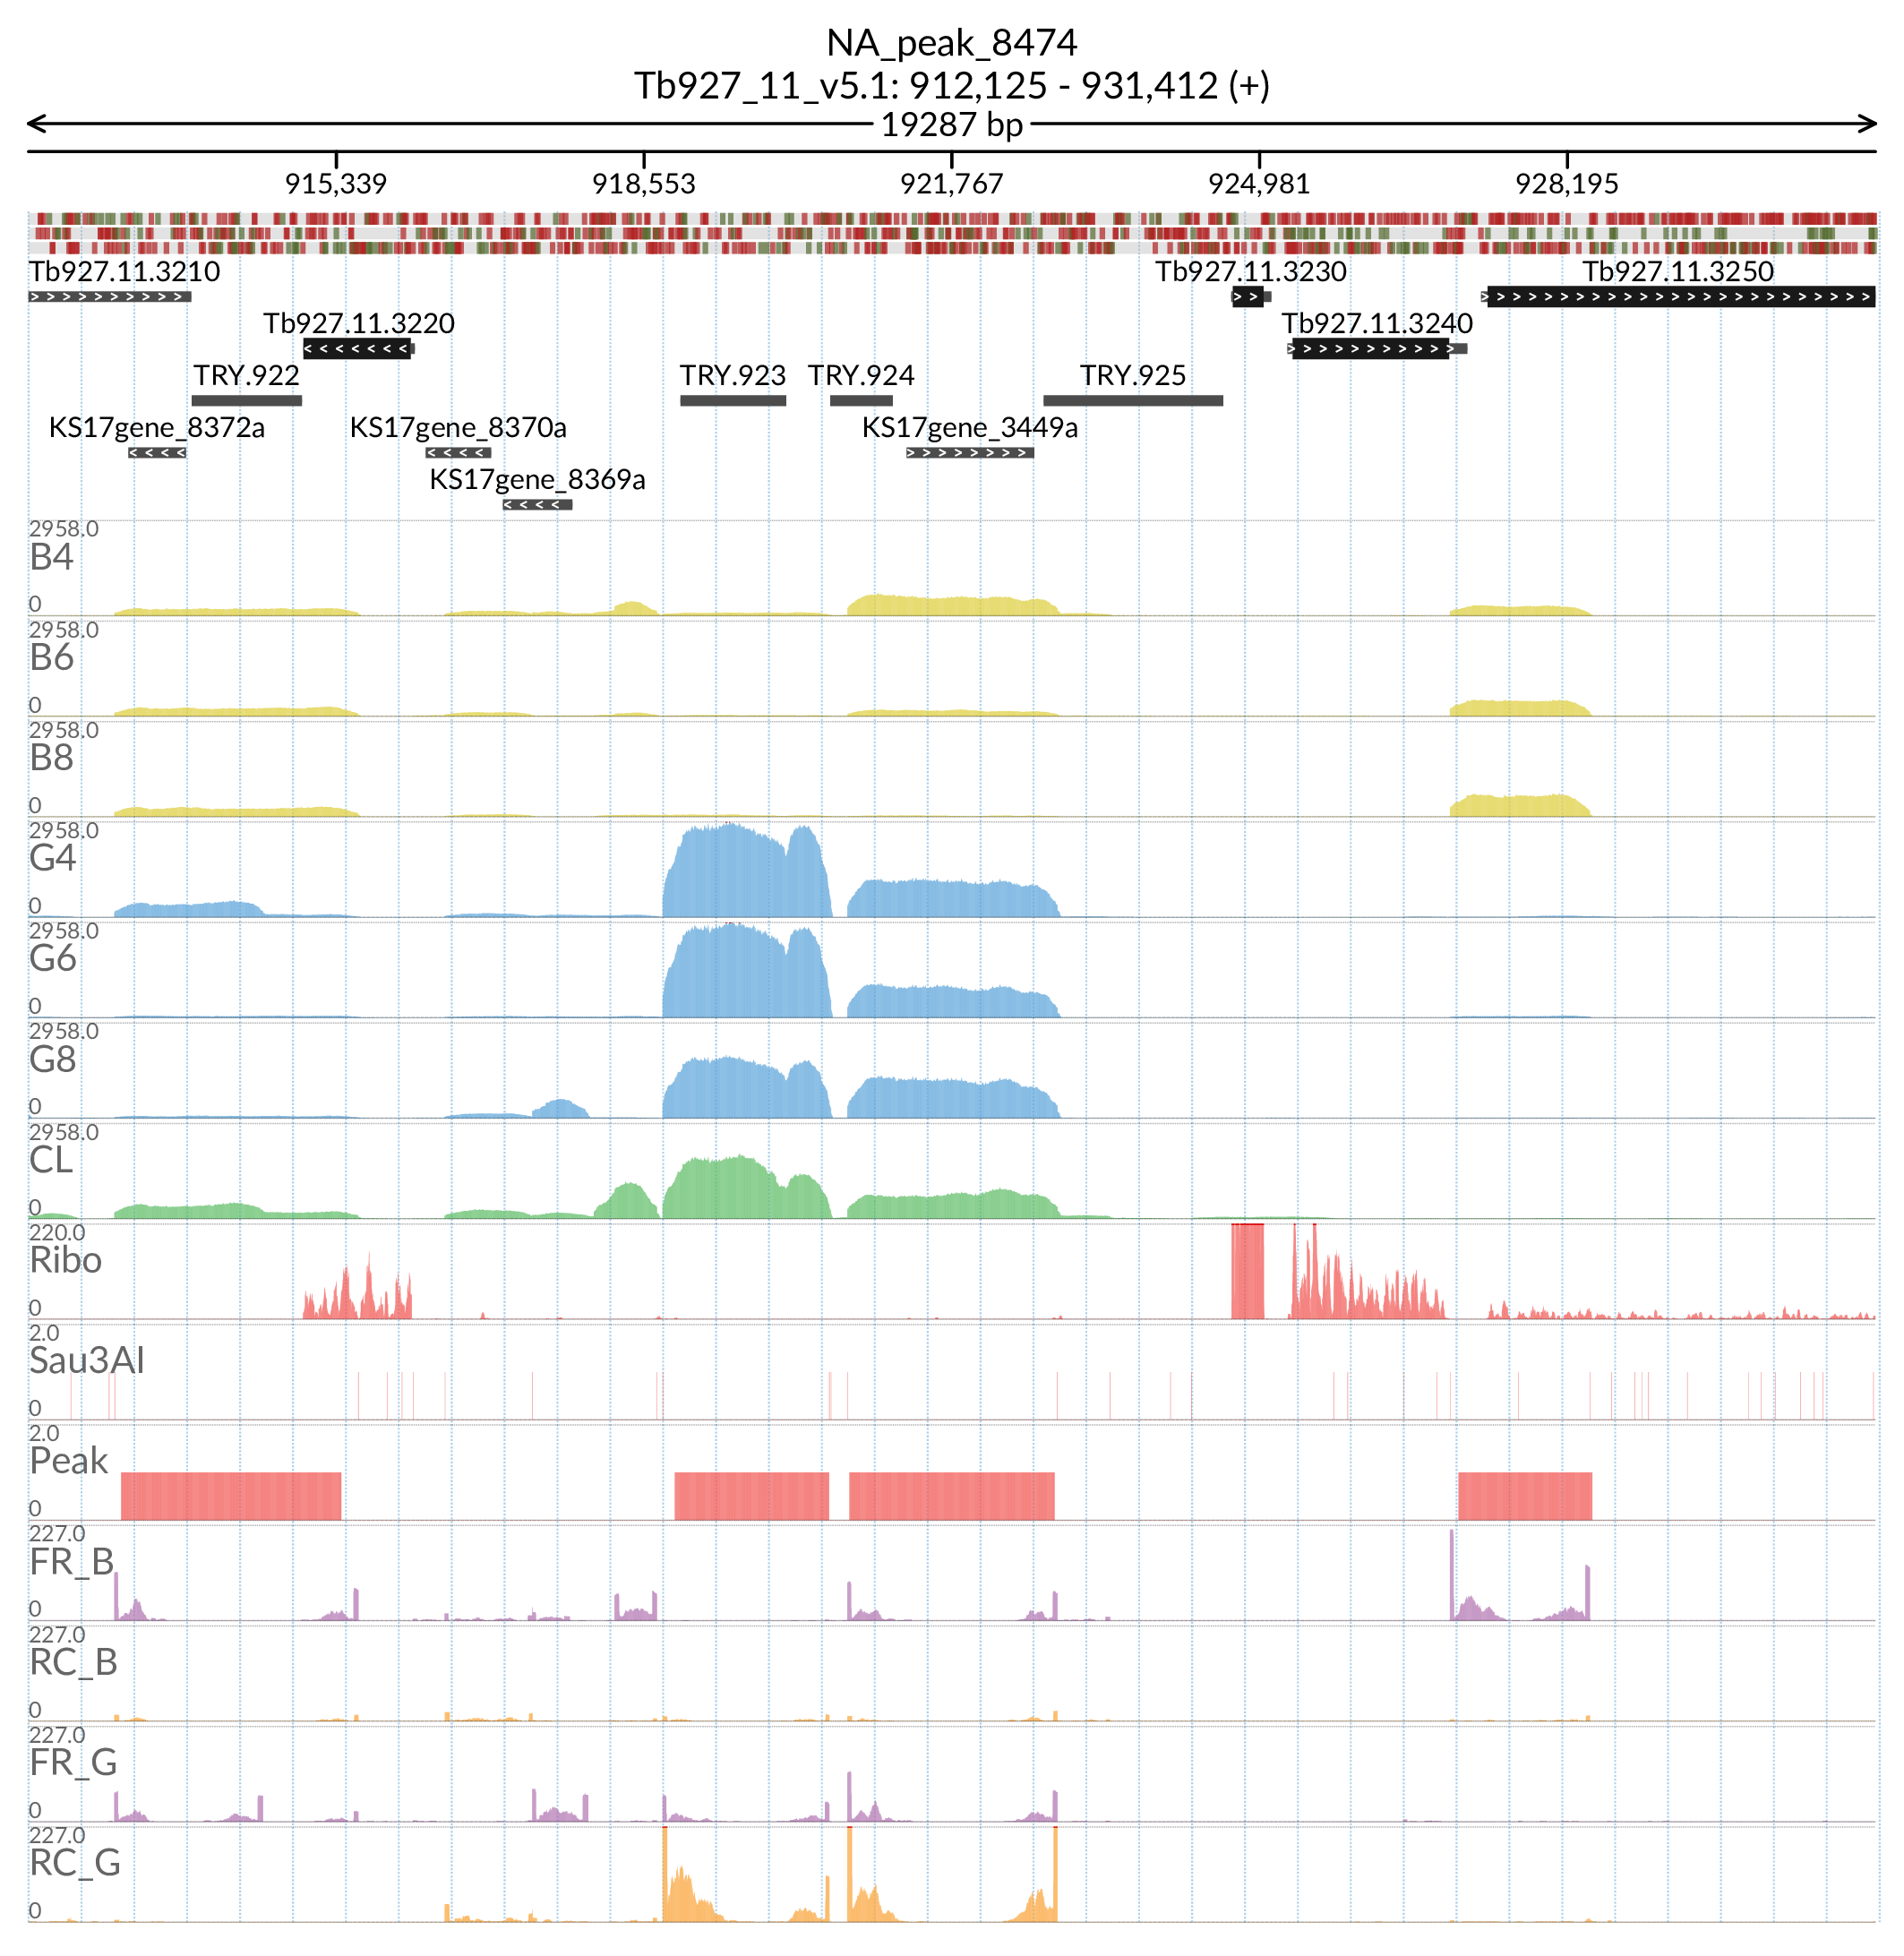 NA_peak_8474
Tb927_11_v5.1: 912,125 - 931,412 (+)
19287 bp
915,339 918,553 921,767 924,981 928,195
Tb927.11.3210 Tb927.11.3230 Tb927.11.3250
Tb927.11.3220 Tb927.11.3240
TRY.922 TRY.923 TRY.924 TRY.925
KS17gene_8372a KS17gene_8370a KS17gene_3449a
KS17gene_8369a
2958.0
B4
0
2958.0
B6
0
2958.0
B8
0
2958.0
G4
0
2958.0
G6
0
2958.0
G8
0
2958.0
CL
0
220.0
Ribo
0
2.0
Sau3AI
0
2.0
Peak
0
227.0
FR_B
0
227.0
RC_B
0
227.0
FR_G
0
227.0
RC_G
0